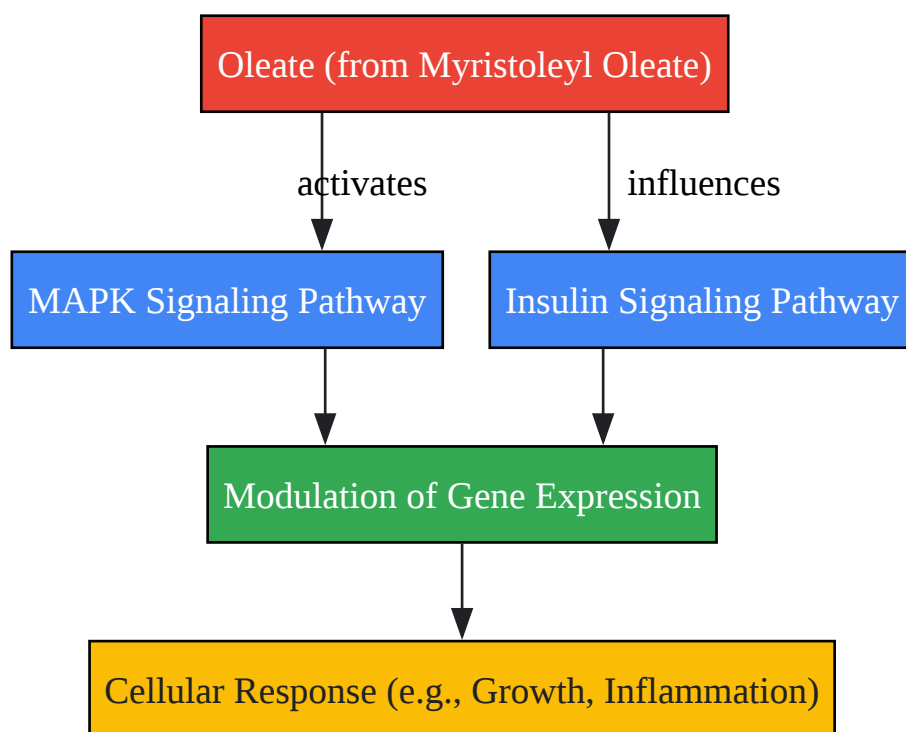 Oleate (from Myristoleyl Oleate)
activates
influences
MAPK Signaling Pathway
Insulin Signaling Pathway
Modulation of Gene Expression
Cellular Response (e.g., Growth, Inflammation)